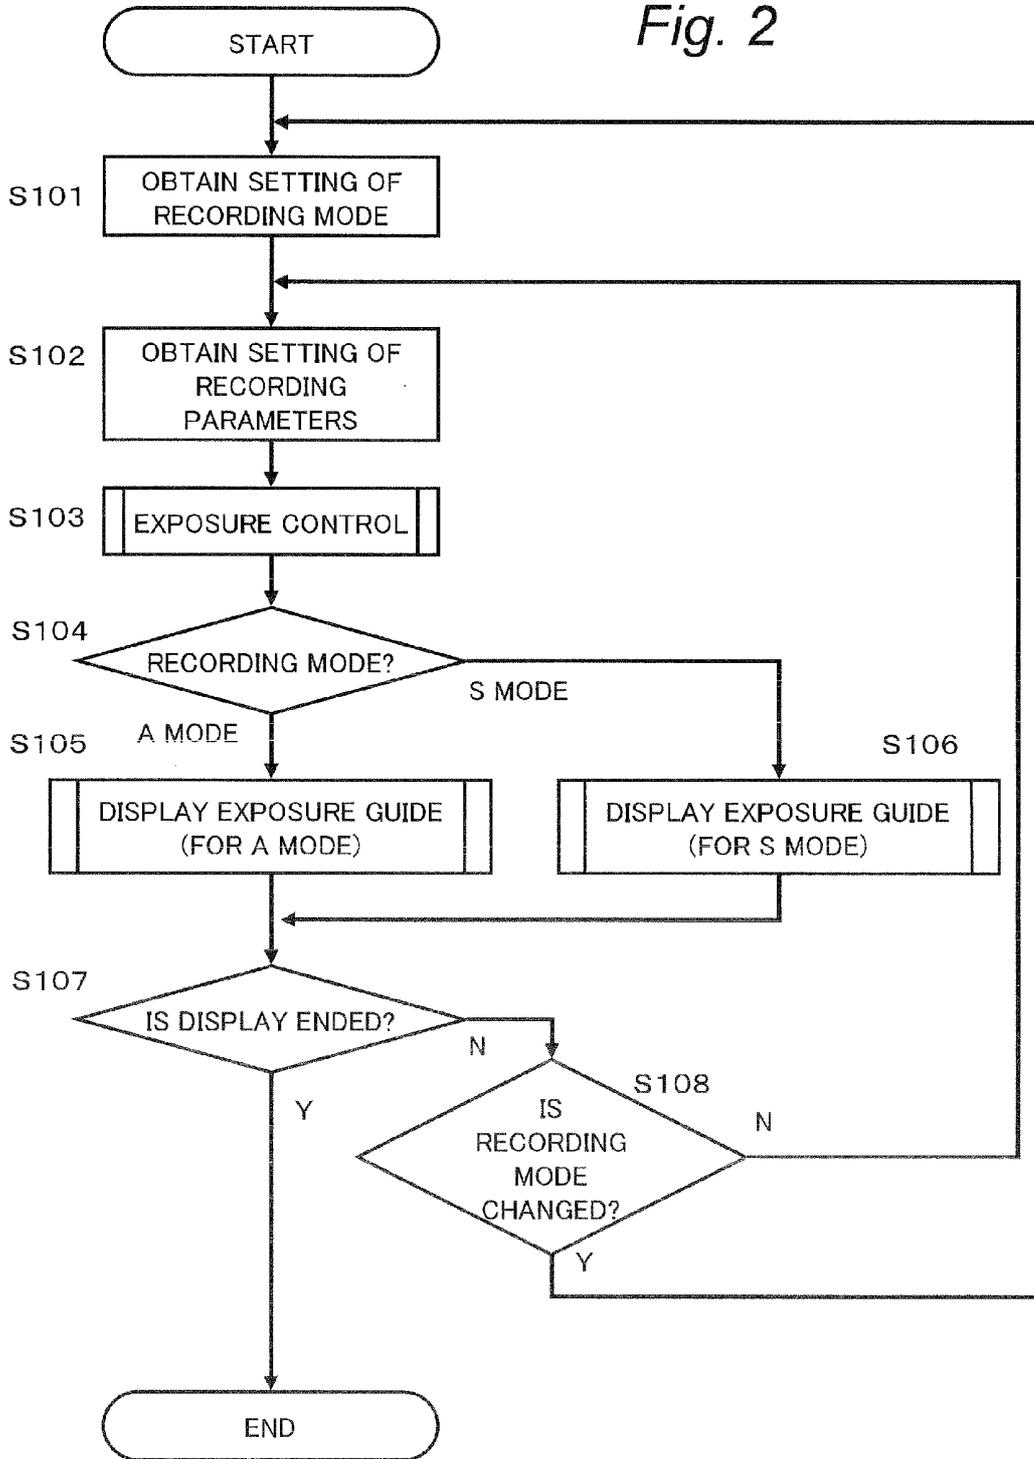 Fig. 2
START
S101
OBTAIN SETTING OF
RECORDING MODE
S102
OBTAIN SETTING OF
RECORDING
PARAMETERS
S103
EXPOSURE CONTROL
S104
RECORDING MODE?
S MODE
A MODE
S105
S106
DISPLAY EXPOSURE GUIDE
(FOR A MODE)
DISPLAY EXPOSURE GUIDE
(FOR S MODE)
S107
IS DISPLAY ENDED?
N
Y
S108
IS
RECORDING
MODE
CHANGED?
N
Y
END